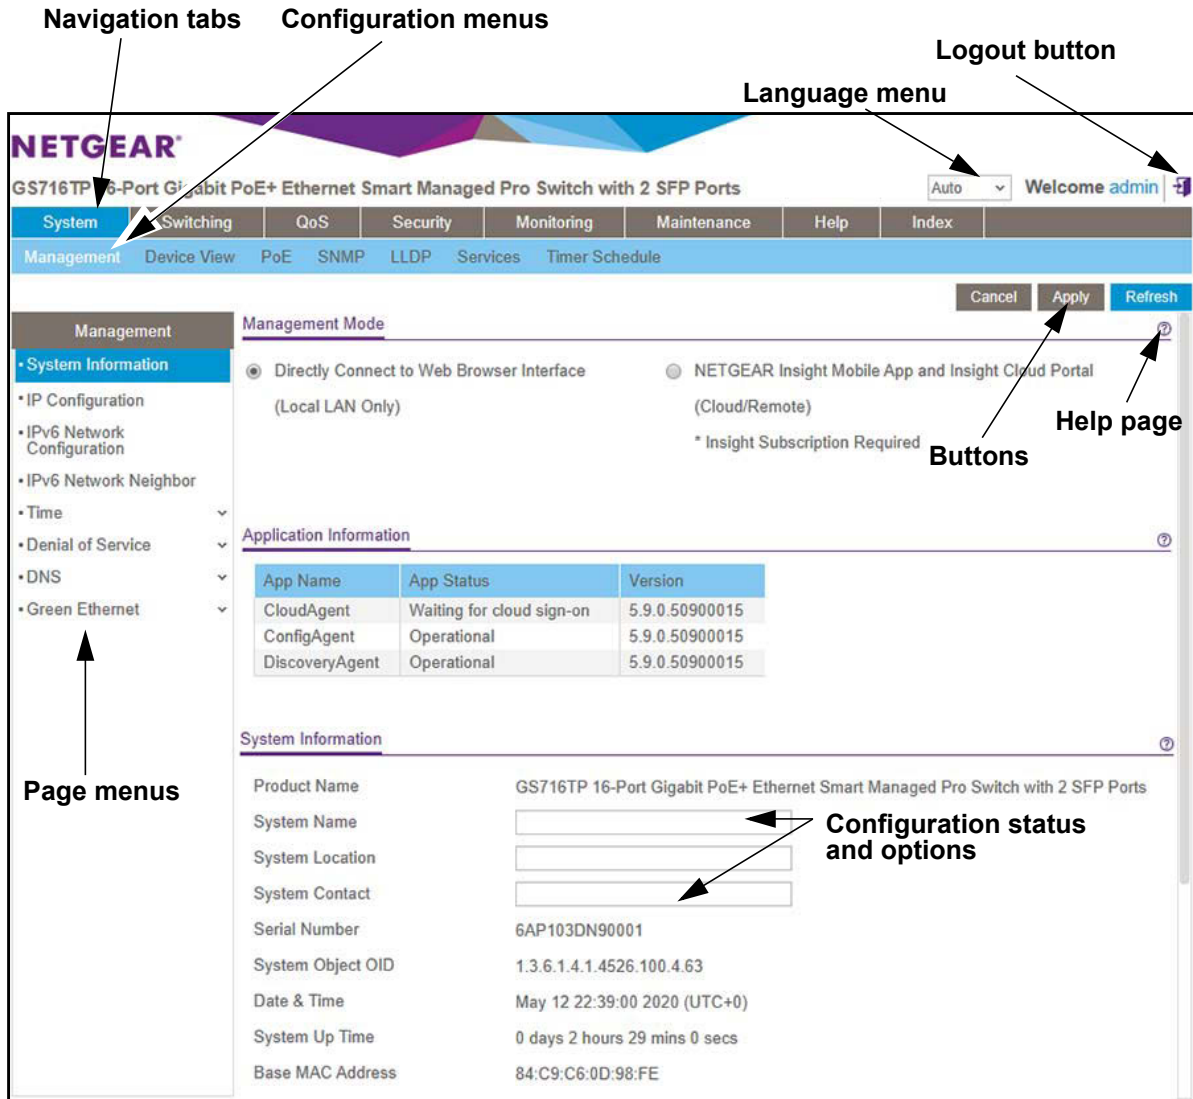 Navigation tabs Configuration menus
Logout button
Language menu
NETGEAR®
GS716TP 16-Port Gigabit PoE+ Ethernet Smart Managed Pro Switch with 2 SFP Ports Auto Welcome admin
System Switching QoS Security Monitoring Maintenance Help Index
Management Device View PoE SNMP LLDP Services Timer Schedule
Cancel Apply Refresh
Management
• System Information
• IP Configuration
• IPv6 Network
Configuration
• IPv6 Network Neighbor
• Time
• Denial of Service
• DNS
• Green Ethernet
Page menus
Management Mode ?
Directly Connect to Web Browser Interface
(Local LAN Only)
NETGEAR Insight Mobile App and Insight Cloud Portal
(Cloud/Remote)
* Insight Subscription Required
Help page
Buttons
Application Information ?
App Name App Status Version
CloudAgent Waiting for cloud sign-on 5.9.0.50900015
ConfigAgent Operational 5.9.0.50900015
DiscoveryAgent Operational 5.9.0.50900015
System Information ?
Product Name GS716TP 16-Port Gigabit PoE+ Ethernet Smart Managed Pro Switch with 2 SFP Ports
System Name
System Location
System Contact
Configuration status
and options
Serial Number 6AP103DN90001
System Object OID 1.3.6.1.4.1.4526.100.4.63
Date & Time May 12 22:39:00 2020 (UTC+0)
System Up Time 0 days 2 hours 29 mins 0 secs
Base MAC Address 84:C9:C6:0D:98:FE